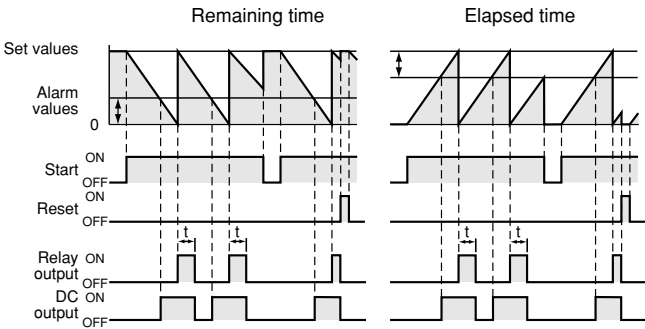 Remaining time
Elapsed time
Set values
Alarm
values
0
Start ON
OFF
Reset ON
OFF
t t
t t
Relay
output ON
OFF
DC
output ON
OFF